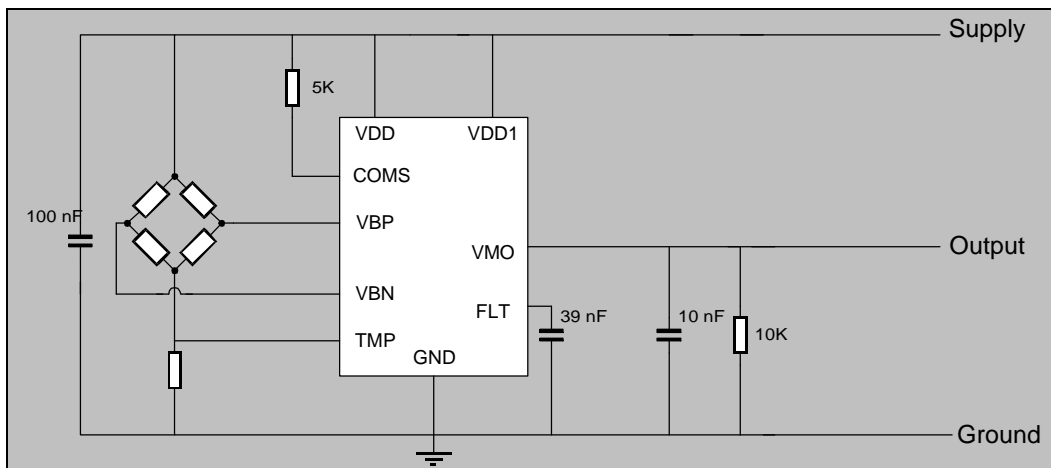 Supply
5K
VDD
VDD1
COMS
100 nF
VBP
VMO
Output
VBN
FLT
39 nF
10 nF
10K
TMP
GND
Ground